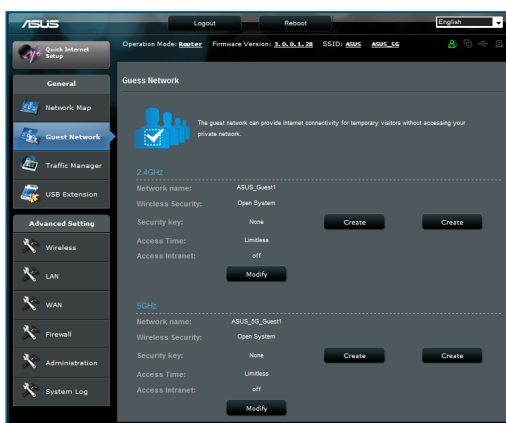 ASUS
Logout
Reboot
English
Quick Internet Setup
Operation Mode: Router Firmware Version: 3.0.0.1.28 SSID: ASUS ASUS_5G
General
Network Map
Guest Network
Traffic Manager
USB Extension
Advanced Setting
Wireless
LAN
WAN
Firewall
Administration
System Log
Guess Network
The guest network can provide internet connectivity for temporary visitors without accessing your
private network.
2.4GHz
Network name: ASUS_Guest1
Wireless Security: Open System
Security key: None Create Create
Access Time: Limitless
Access Intranet: off
Modify
5GHz
Network name: ASUS_5G_Guest1
Wireless Security: Open System
Security key: None Create Create
Access Time: Limitless
Access Intranet: off
Modify